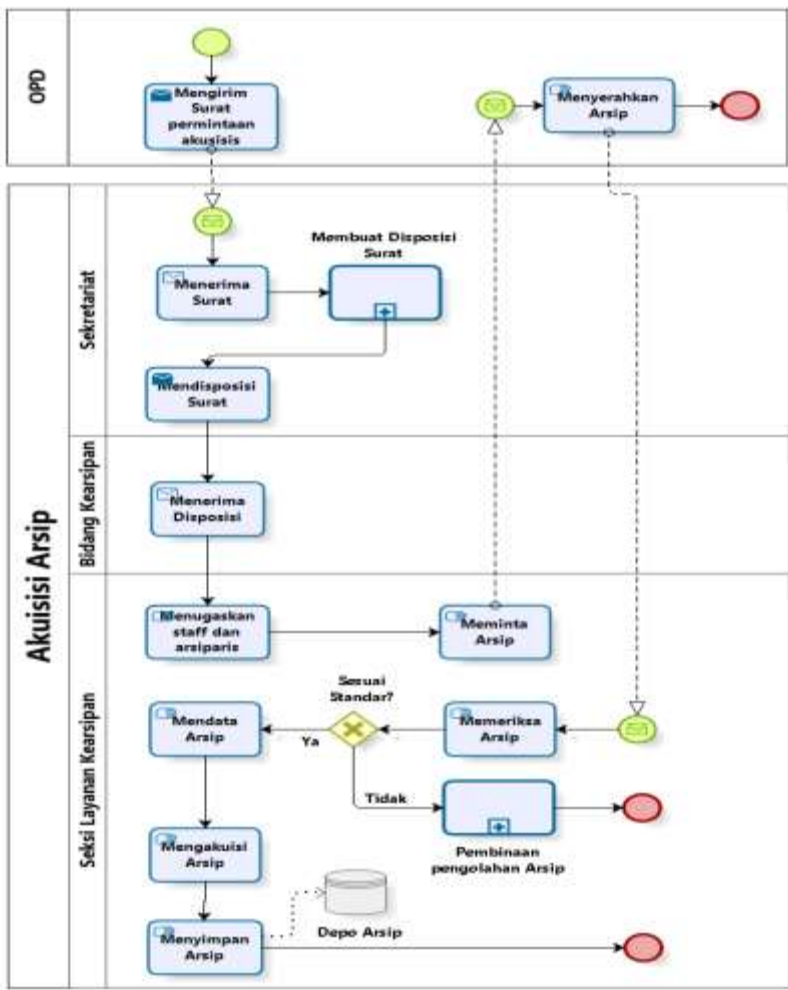 OPD
Mengirim
Surat
permintaan
akusisis
Menyerahkan
Arsip
Akuisisi Arsip
Sekretariat
Menerima
Surat
Membuat Disposisi
Surat
Mendisposisi
Surat
Bidang Kearsipan
Menerima
Disposisi
Seksi Layanan Kearsipan
Menugaskan
staff dan
arsiparis
Meminta
Arsip
Sesuai
Standar?
Mendata
Arsip
Ya
Memeriksa
Arsip
Tidak
Pembinaan
pengolahan Arsip
Mengakuisi
Arsip
Menyimpan
Arsip
Depo Arsip